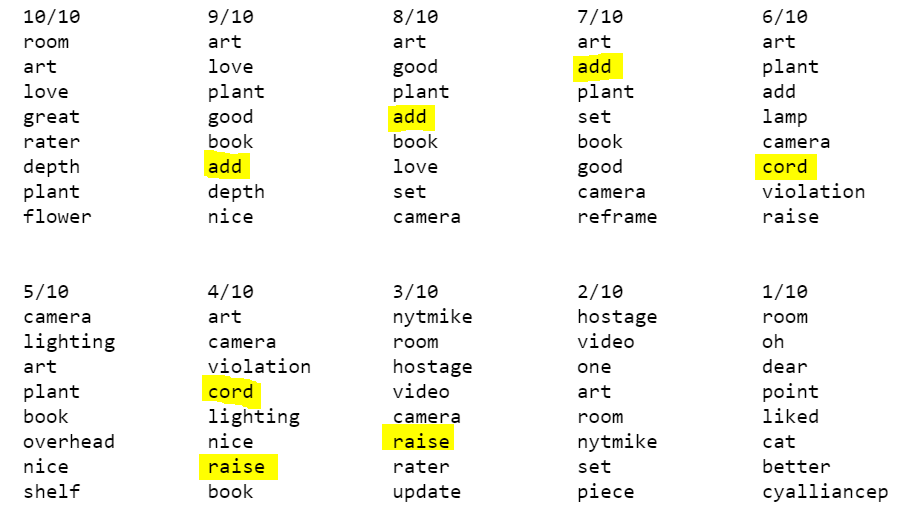 10/10 9/10 8/10 7/10 6/10
room art art art art
art love good add plant
love plant plant plant add
great good add set lamp
rater book book book camera
depth add love good cord
plant depth set camera violation
flower nice camera reframe raise
5/10 4/10 3/10 2/10 1/10
camera art nytmike hostage room
lighting camera room video oh
art violation hostage one dear
plant cord video art point
book lighting camera room liked
overhead nice raise nytmike cat
nice raise rater set better
shelf book update piece cyalliancep